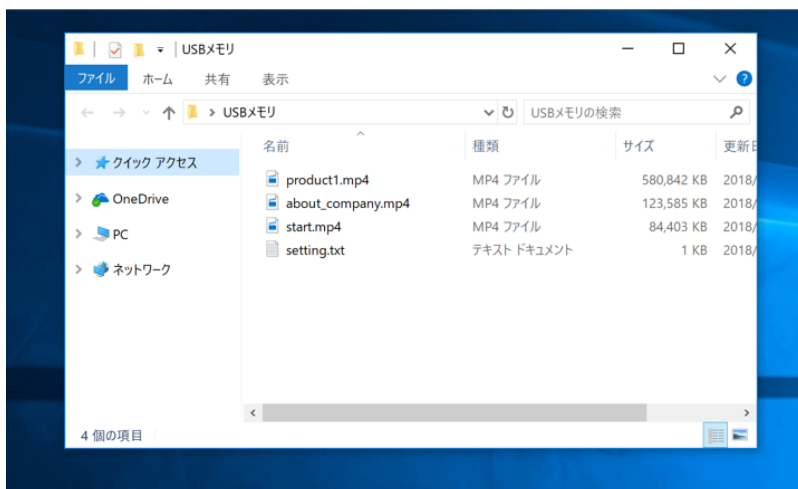 USBメモリ
ファイル ホーム 共有 表示
USBメモリ USBメモリの検索
名前 種類 サイズ 更新日
クイック アクセス
OneDrive
PC
ネットワーク
product1.mp4 MP4 ファイル 580,842 KB 2018/
about_company.mp4 MP4 ファイル 123,585 KB 2018/
start.mp4 MP4 ファイル 84,403 KB 2018/
setting.txt テキスト ドキュメント 1 KB 2018/
4 個の項目